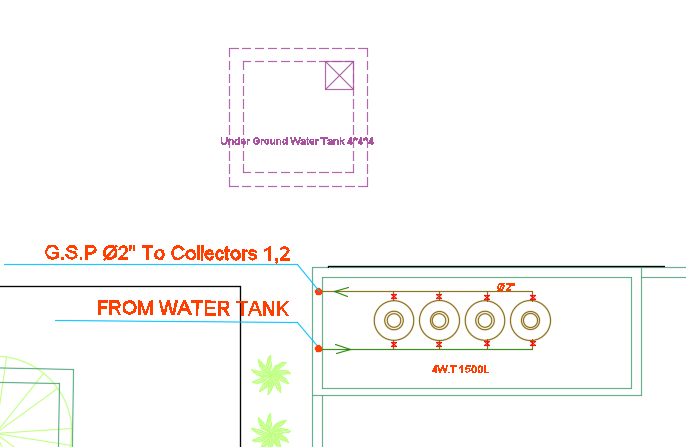 Under Ground Water Tank 4*4*4
G.S.P Ø2" To Collectors 1,2
Ø2"
FROM WATER TANK
4W.T 1500L